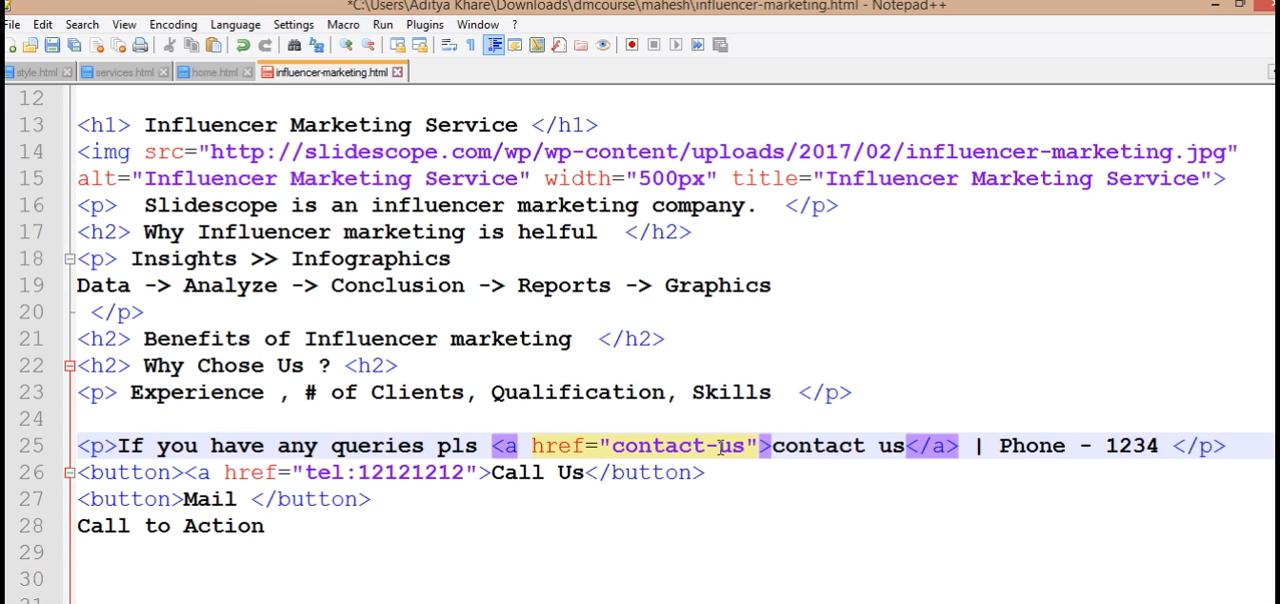 *C:\Users\Aditya Khare\Downloads\dmcourse\mahesh\influencer-marketing.html - Notepad++
File Edit Search View Encoding Language Settings Macro Run Plugins Window ?
style.html services.html home.html influencer-marketing.html
12
13 <h1> Influencer Marketing Service </h1>
14 <img src="http://slidescope.com/wp/wp-content/uploads/2017/02/influencer-marketing.jpg"
15 alt="Influencer Marketing Service" width="500px" title="Influencer Marketing Service">
16 <p>  Slidescope is an influencer marketing company.  </p>
17 <h2> Why Influencer marketing is helful  </h2>
18 <p> Insights >> Infographics
19 Data -> Analyze -> Conclusion -> Reports -> Graphics
20 </p>
21 <h2> Benefits of Influencer marketing  </h2>
22 <h2> Why Chose Us ? <h2>
23 <p> Experience , # of Clients, Qualification, Skills  </p>
24
25 <p>If you have any queries pls <a href="contact-us">contact us</a> | Phone - 1234 </p>
26 <button><a href="tel:12121212">Call Us</button>
27 <button>Mail </button>
28 Call to Action
29
30
31